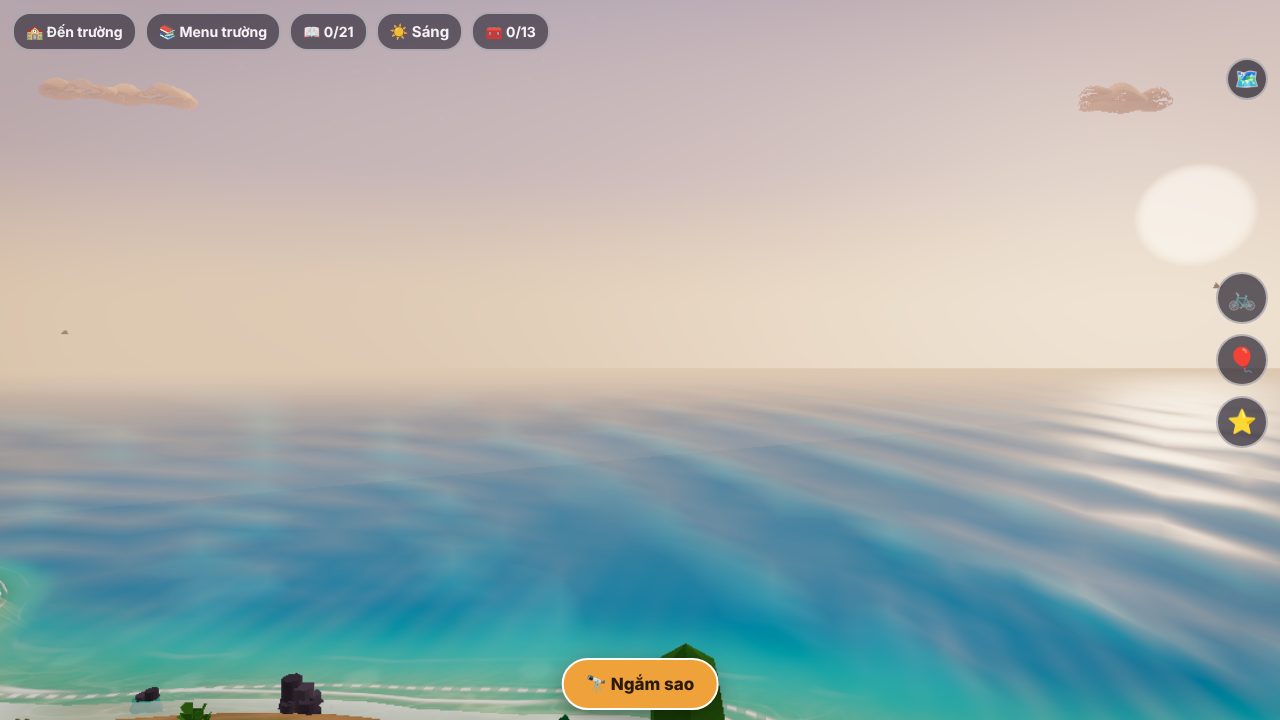 Đến trường
Menu trường
0/21
Sáng
0/13
Ngắm sao